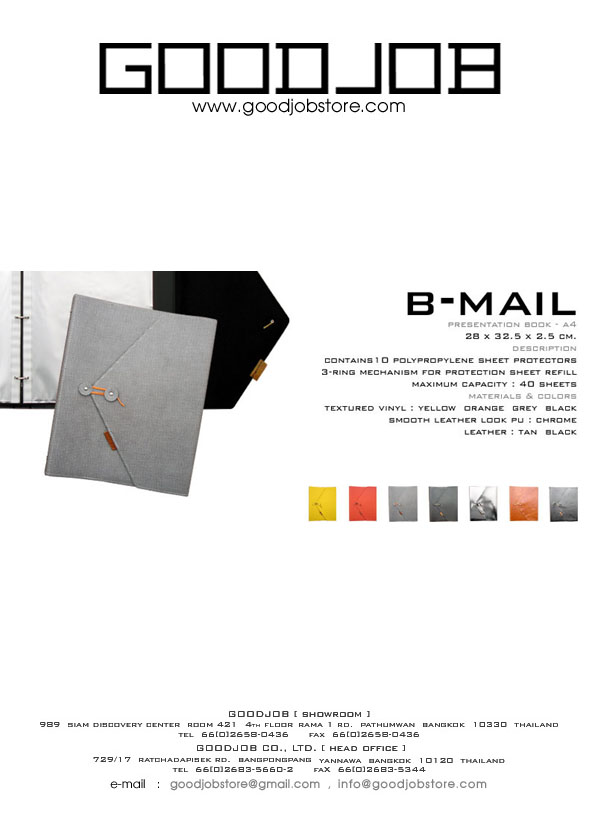 GOODJOB
www.goodjobstore.com
B-MAIL
PRESENTATION BOOK - A4
28 x 32.5 x 2.5 CM.
DESCRIPTION
CONTAINS10 POLYPROPYLENE SHEET PROTECTORS
3-RING MECHANISM FOR PROTECTION SHEET REFILL
MAXIMUM CAPACITY : 40 SHEETS
MATERIALS & COLORS
TEXTURED VINYL : YELLOW ORANGE GREY BLACK
SMOOTH LEATHER LOOK PU : CHROME
LEATHER : TAN BLACK
GOODJOB [ SHOWROOM ]
989 SIAM DISCOVERY CENTER ROOM 421 4TH FLOOR RAMA 1 RD. PATHUMWAN BANGKOK 10330 THAILAND
TEL 66(0)2658-0436 FAX 66(0)2658-0436
GOODJOB CO., LTD. [ HEAD OFFICE ]
729/17 RATCHADAPISEK RD. BANGPONGPANG YANNAWA BANGKOK 10120 THAILAND
TEL 66(0)2683-5660-2 FAX 66(0)2683-5344
e-mail : goodjobstore@gmail.com , info@goodjobstore.com